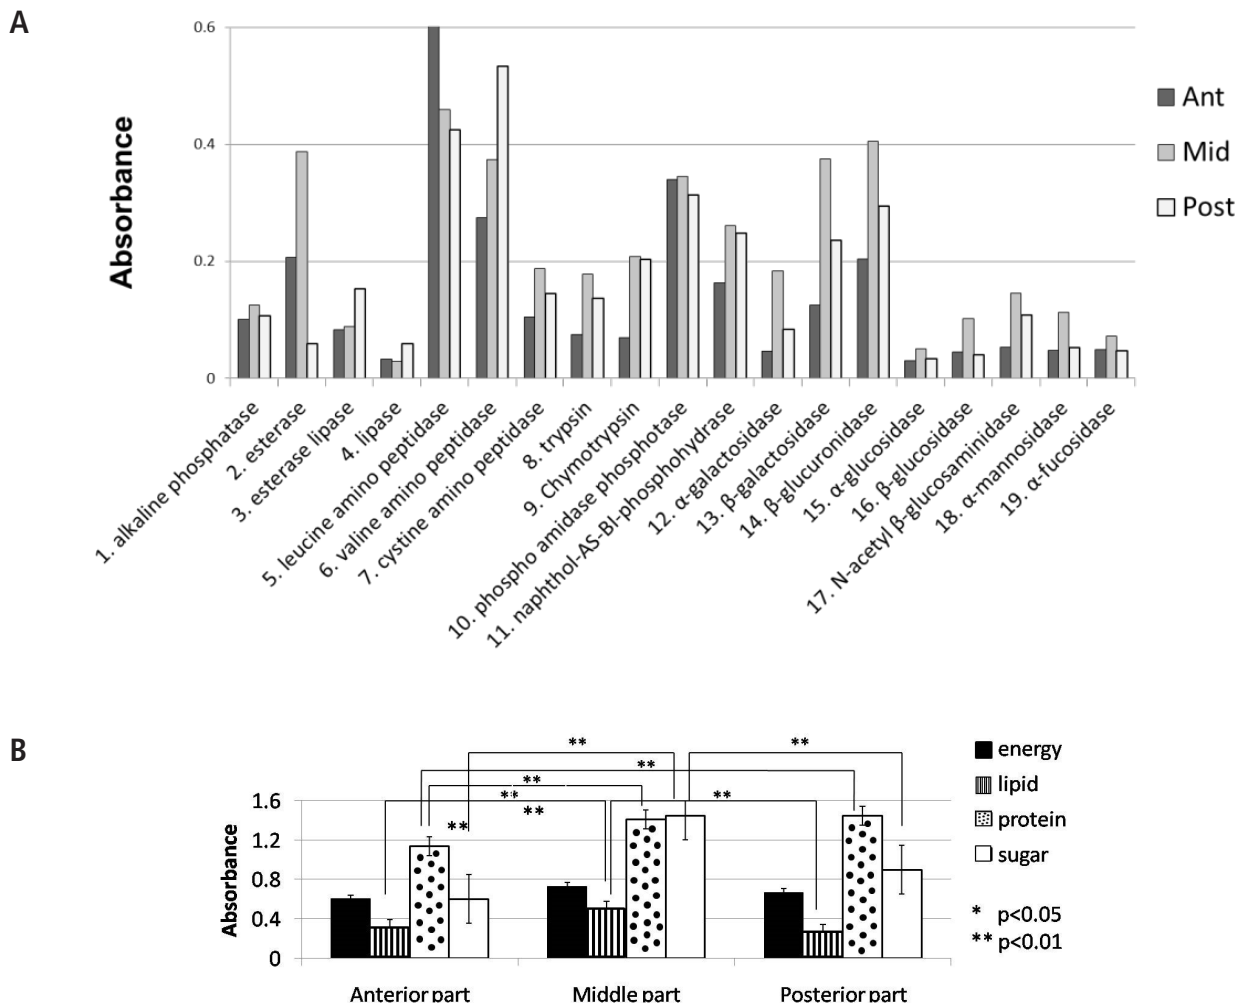 A
0.6
0.4
0.2
0
Absorbance
Ant
Mid
Post
1. alkaline phosphatase
2. esterase
3. esterase lipase
4. lipase
5. leucine amino peptidase
6. valine amino peptidase
7. cystine amino peptidase
8. trypsin
9. Chymotrypsin
10. phospho amidase phosphotase
11. naphthol-AS-BI-phosphohydrase
12. α-galactosidase
13. β-galactosidase
14. β-glucuronidase
15. α-glucosidase
16. β-glucosidase
17. N-acetyl β-glucosaminidase
18. α-mannosidase
19. α-fucosidase
B
** **
**
**
** **
**
**
1.6
1.2
0.8
0.4
0
Absorbance
Anterior part Middle part Posterior part
energy
lipid
protein
sugar
* p<0.05
** p<0.01